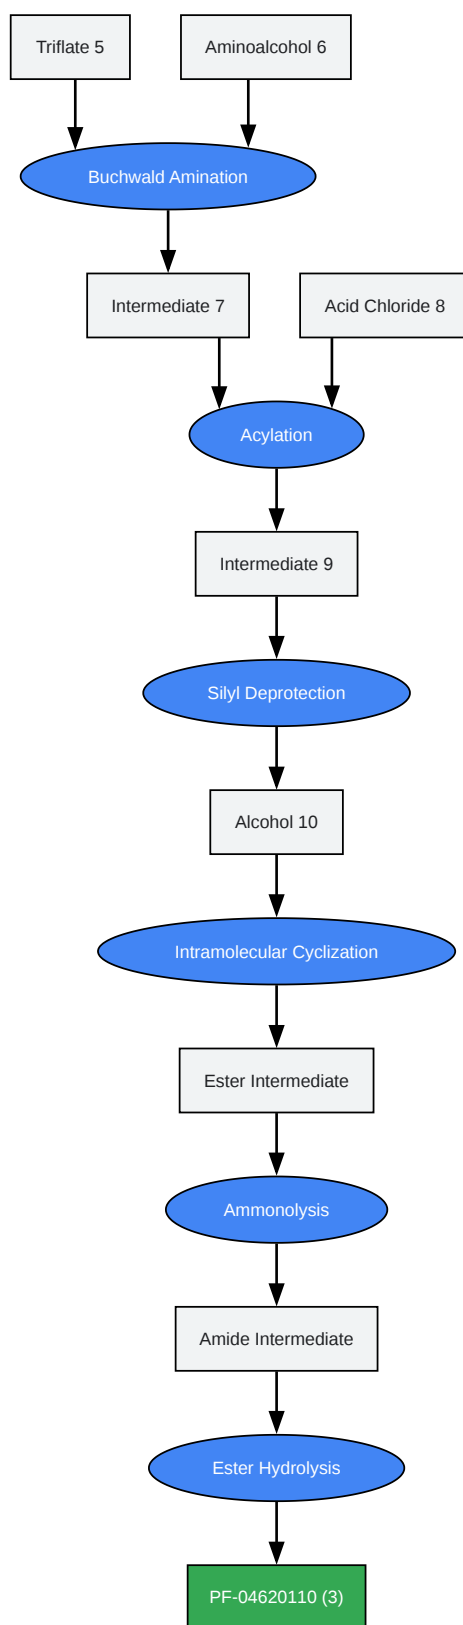 Triflate 5
Aminoalcohol 6
Buchwald Amination
Intermediate 7
Acid Chloride 8
Acylation
Intermediate 9
Silyl Deprotection
Alcohol 10
Intramolecular Cyclization
Ester Intermediate
Ammonolysis
Amide Intermediate
Ester Hydrolysis
PF-04620110 (3)